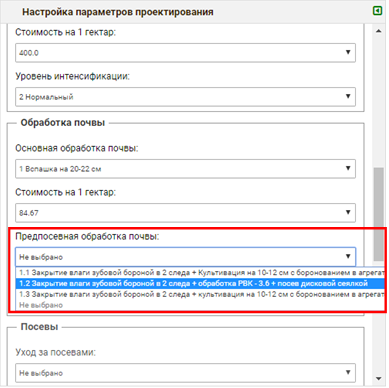 Настройка параметров проектирования
Стоимость на 1 гектар:
400.0
Уровень интенсификации:
2 Нормальный
Обработка почвы
Основная обработка почвы:
1 Вспашка на 20-22 см
Стоимость на 1 гектар:
84.67
Предпосевная обработка почвы:
Не выбрано
1.1 Закрытие влаги зубовой бороной в 2 следа + Культивация на 10-12 см с боронованием в агрегат
1.2 Закрытие влаги зубовой бороной в 2 следа + обработка РВК - 3.6 + посев дисковой сеялкой
1.3 Закрытие влаги зубовой бороной в 2 следа + культивация на 10-12 см с боронованием в агрегат
Не выбрано
Посевы
Уход за посевами:
Не выбрано